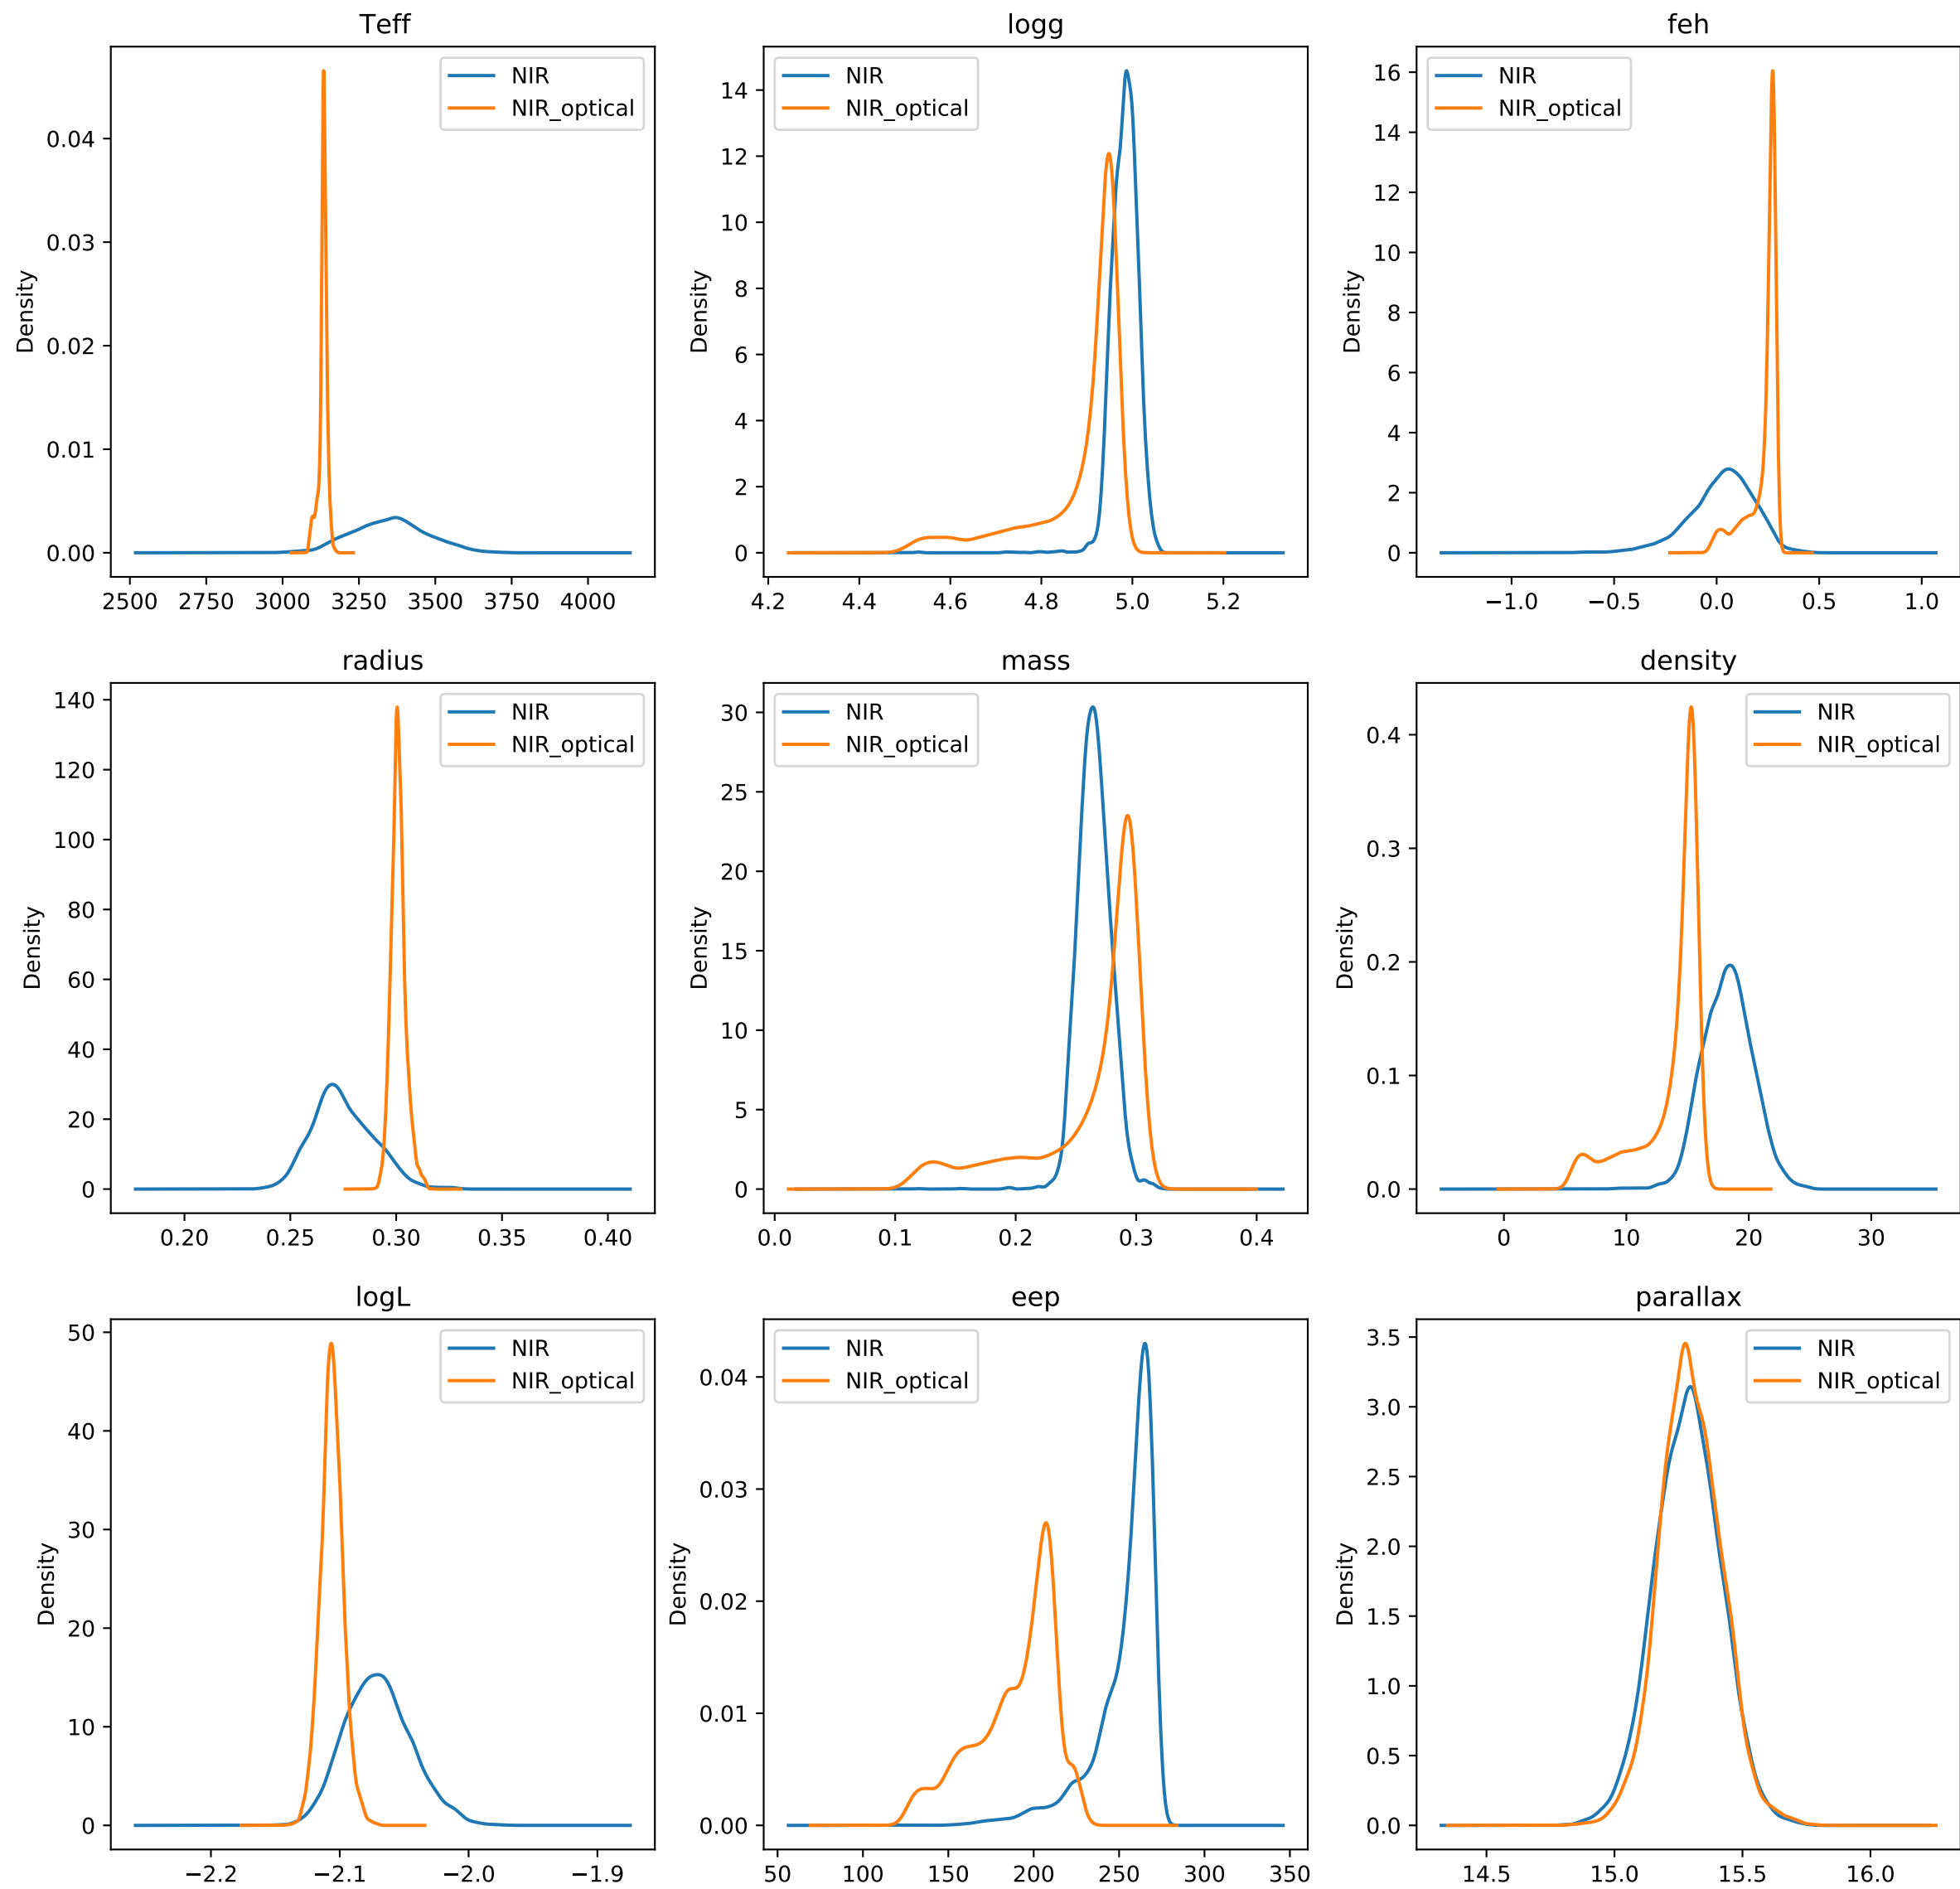 Teff
NIR
NIR_optical
Density
0.04
0.03
0.02
0.01
0.00
2500 2750 3000 3250 3500 3750 4000
logg
NIR
NIR_optical
Density
14
12
10
8
6
4
2
0
4.2 4.4 4.6 4.8 5.0 5.2
feh
NIR
NIR_optical
Density
16
14
12
10
8
6
4
2
0
−1.0 −0.5 0.0 0.5 1.0
radius
NIR
NIR_optical
Density
140
120
100
80
60
40
20
0
0.20 0.25 0.30 0.35 0.40
mass
NIR
NIR_optical
Density
30
25
20
15
10
5
0
0.0 0.1 0.2 0.3 0.4
density
NIR
NIR_optical
Density
0.4
0.3
0.2
0.1
0.0
0 10 20 30
logL
NIR
NIR_optical
Density
50
40
30
20
10
0
−2.2 −2.1 −2.0 −1.9
eep
NIR
NIR_optical
Density
0.04
0.03
0.02
0.01
0.00
50 100 150 200 250 300 350
parallax
NIR
NIR_optical
Density
3.5
3.0
2.5
2.0
1.5
1.0
0.5
0.0
14.5 15.0 15.5 16.0